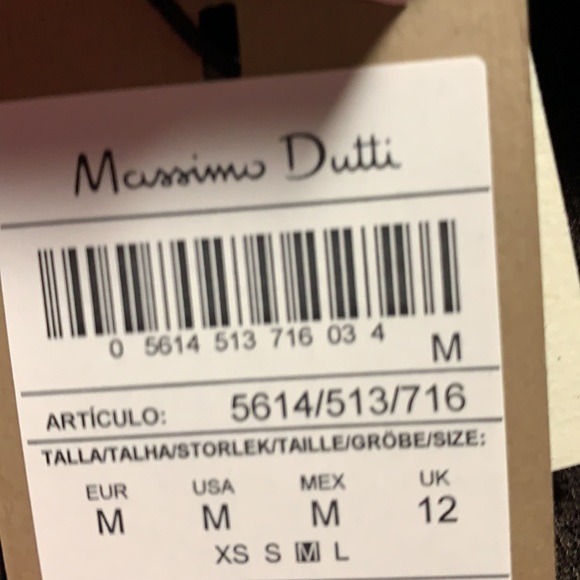 Massimo Dutti
0 5614 513 716 03 4
M
ARTÍCULO: 5614/513/716
TALLA/TALHA/STORLEK/TAILLE/GRÖBE/SIZE:
EUR USA MEX UK
M M M 12
XS S M L